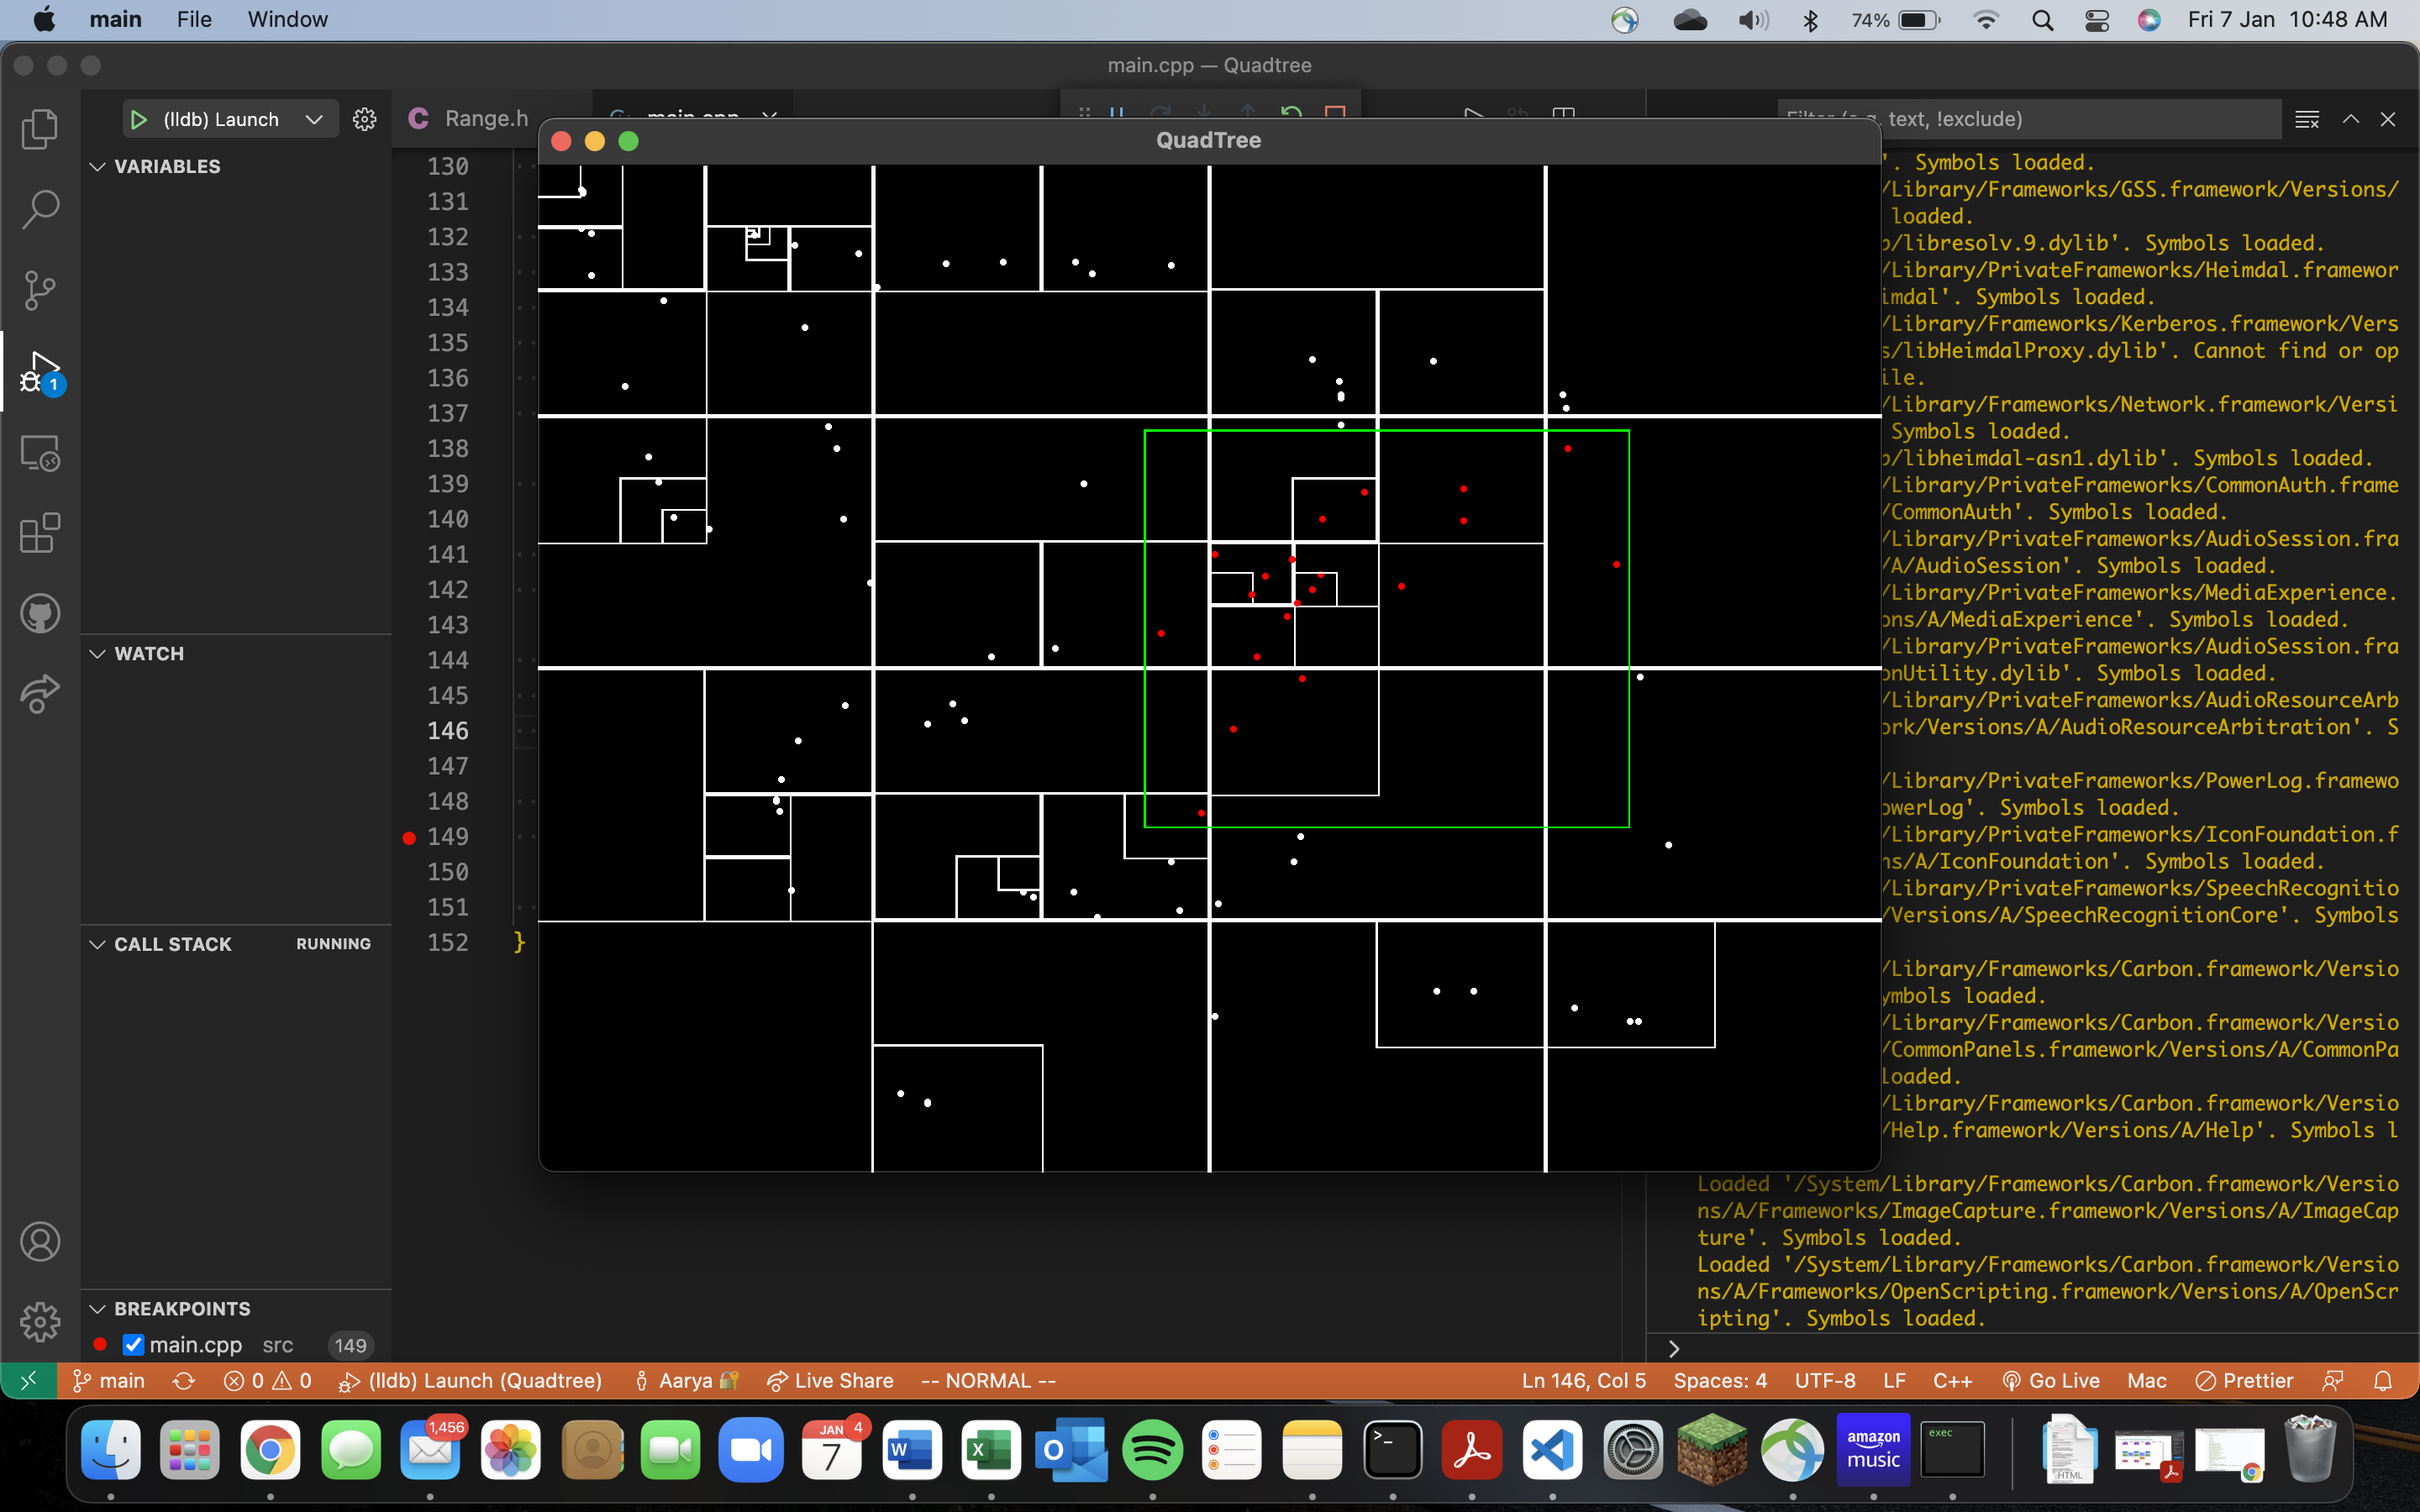 main File Window 74% Fri 7 Jan 10:48 AM
main.cpp — Quadtree
(lldb) Launch
Range.h
main.cpp
Filter (e.g. text, !exclude)
QuadTree
VARIABLES
WATCH
CALL STACK RUNNING
BREAKPOINTS
main.cpp src 149
1
130
131
132
133
134
135
136
137
138
139
140
141
142
143
144
145
146
147
148
149
150
151
152 }
'. Symbols loaded.
/Library/Frameworks/GSS.framework/Versions/
loaded.
/libresolv.9.dylib'. Symbols loaded.
/Library/PrivateFrameworks/Heimdal.framewor
imdal'. Symbols loaded.
/Library/Frameworks/Kerberos.framework/Vers
s/libHeimdalProxy.dylib'. Cannot find or op
ile.
/Library/Frameworks/Network.framework/Versi
Symbols loaded.
/libheimdal-asn1.dylib'. Symbols loaded.
/Library/PrivateFrameworks/CommonAuth.frame
/CommonAuth'. Symbols loaded.
/Library/PrivateFrameworks/AudioSession.fra
/A/AudioSession'. Symbols loaded.
/Library/PrivateFrameworks/MediaExperience.
ons/A/MediaExperience'. Symbols loaded.
/Library/PrivateFrameworks/AudioSession.fra
onUtility.dylib'. Symbols loaded.
/Library/PrivateFrameworks/AudioResourceArb
ork/Versions/A/AudioResourceArbitration'. S
/Library/PrivateFrameworks/PowerLog.framewo
owerLog'. Symbols loaded.
/Library/PrivateFrameworks/IconFoundation.f
ns/A/IconFoundation'. Symbols loaded.
/Library/PrivateFrameworks/SpeechRecognitio
/Versions/A/SpeechRecognitionCore'. Symbols
/Library/Frameworks/Carbon.framework/Versio
ymbols loaded.
/Library/Frameworks/Carbon.framework/Versio
/CommonPanels.framework/Versions/A/CommonPa
loaded.
/Library/Frameworks/Carbon.framework/Versio
/Help.framework/Versions/A/Help'. Symbols l
Loaded '/System/Library/Frameworks/Carbon.framework/Versio
ns/A/Frameworks/ImageCapture.framework/Versions/A/ImageCap
ture'. Symbols loaded.
Loaded '/System/Library/Frameworks/Carbon.framework/Versio
ns/A/Frameworks/OpenScripting.framework/Versions/A/OpenScr
ipting'. Symbols loaded.
main 0 0 (lldb) Launch (Quadtree) Aarya Live Share -- NORMAL -- Ln 146, Col 5 Spaces: 4 UTF-8 LF C++ Go Live Mac Prettier
1,456
JAN 4
7
W
X
O
exec
amazon
music
HTML